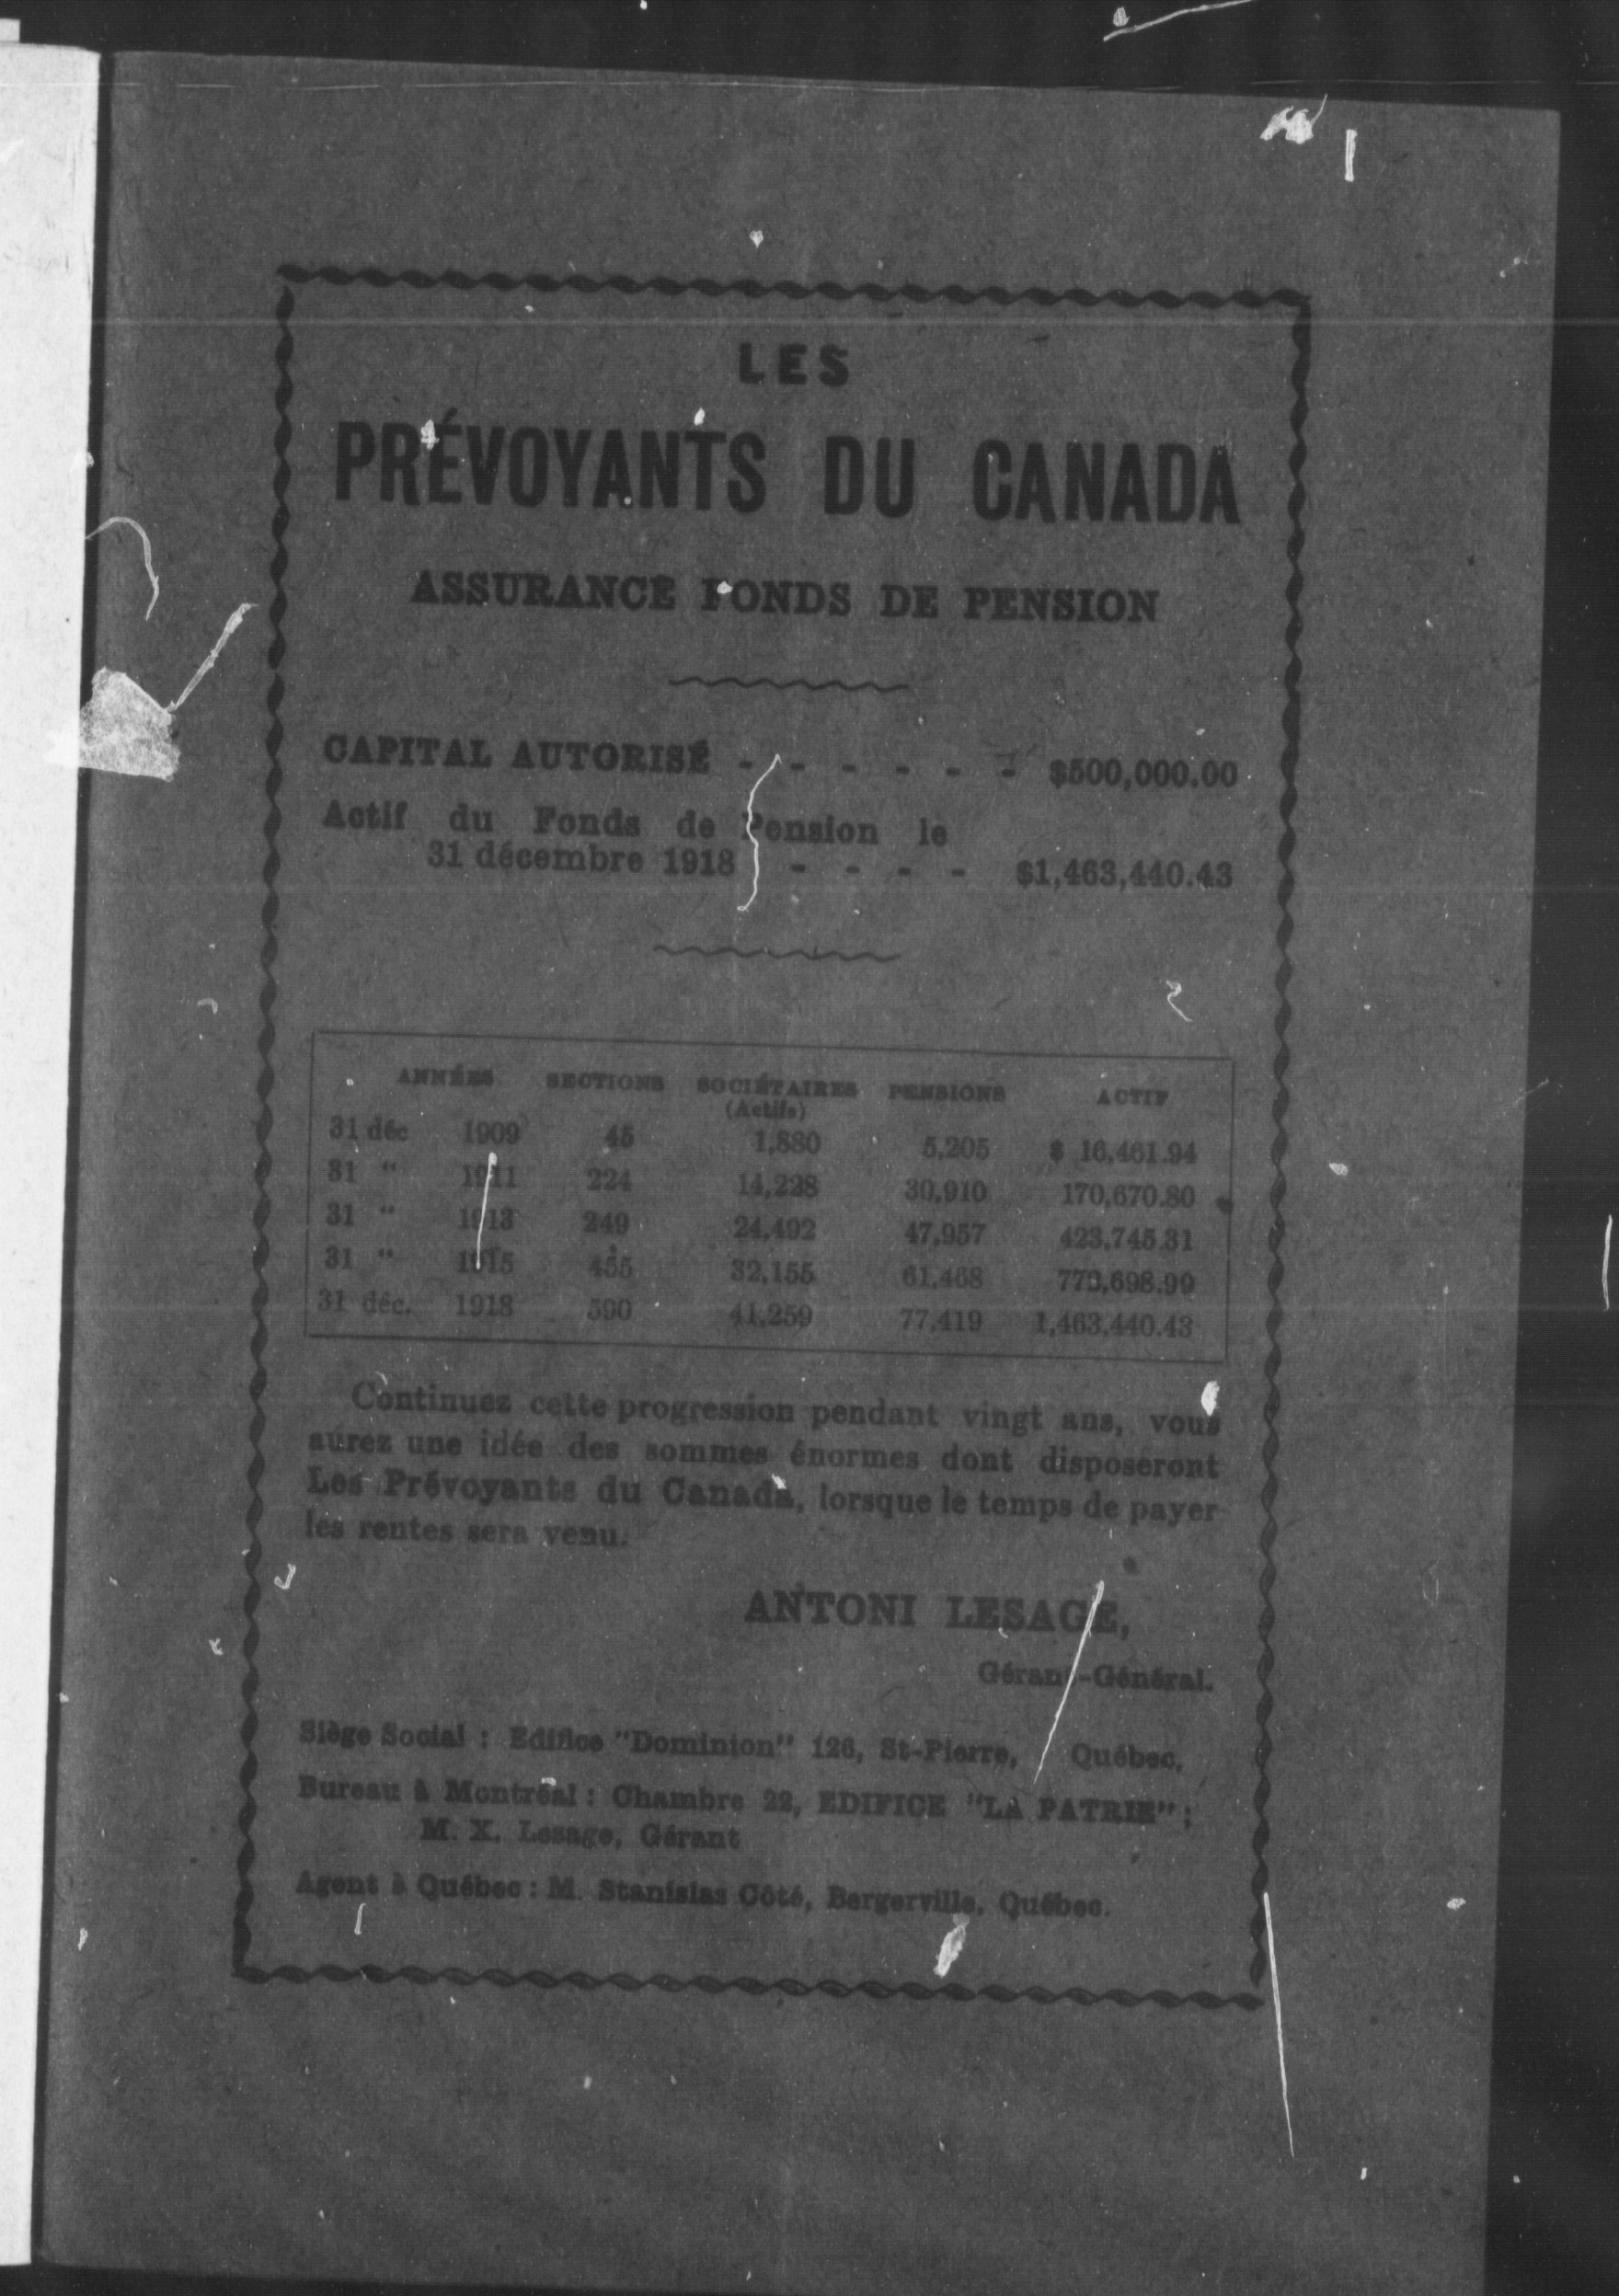 LES
PRÉVOYANTS DU CANADA
ASSURANCE FONDS DE PENSION
CAPITAL AUTORISÉ - - - - - - $500,000.00
Actif du Fonds de Pension le
31 décembre 1918 - - - - $1,463,440.43
ANNÉES SECTIONS SOCIÉTAIRES PENSIONS ACTIF
(Actifs)
31 déc 1909 45 1,880 5,205 $ 16,461.94
31 " 1911 224 14,228 30,910 170,670.80
31 " 1913 249 24,492 47,957 423,745.31
31 " 1915 455 32,155 61,468 773,698.99
31 déc. 1918 590 41,259 77,419 1,463,440.43
Continuez cette progression pendant vingt ans, vous
aurez une idée des sommes énormes dont disposeront
Les Prévoyants du Canada, lorsque le temps de payer
les rentes sera venu.
ANTONI LESAGE,
Gérant-Général.
Siège Social : Edifice "Dominion" 126, St-Pierre, Québec,
Bureau à Montréal : Chambre 22, EDIFICE "LA PATRIE" ;
M. X. Lesage, Gérant
Agent à Québec : M. Stanislas Côté, Bergerville, Québec.